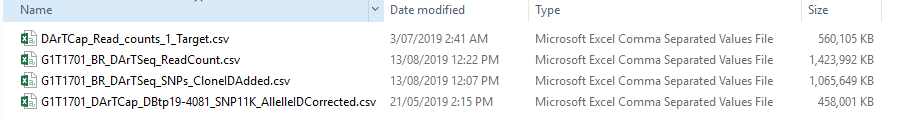 Name Date modified Type Size
DArTCap_Read_counts_1_Target.csv 3/07/2019 2:41 AM Microsoft Excel Comma Separated Values File 560,105 KB
G1T1701_BR_DArTSeq_ReadCount.csv 13/08/2019 12:22 PM Microsoft Excel Comma Separated Values File 1,423,992 KB
G1T1701_BR_DArTSeq_SNPs_CloneIDAdded.csv 13/08/2019 12:07 PM Microsoft Excel Comma Separated Values File 1,065,649 KB
G1T1701_DArTCap_DBtp19-4081_SNP11K_AllelleIDCorrected.csv 21/05/2019 2:15 PM Microsoft Excel Comma Separated Values File 458,001 KB